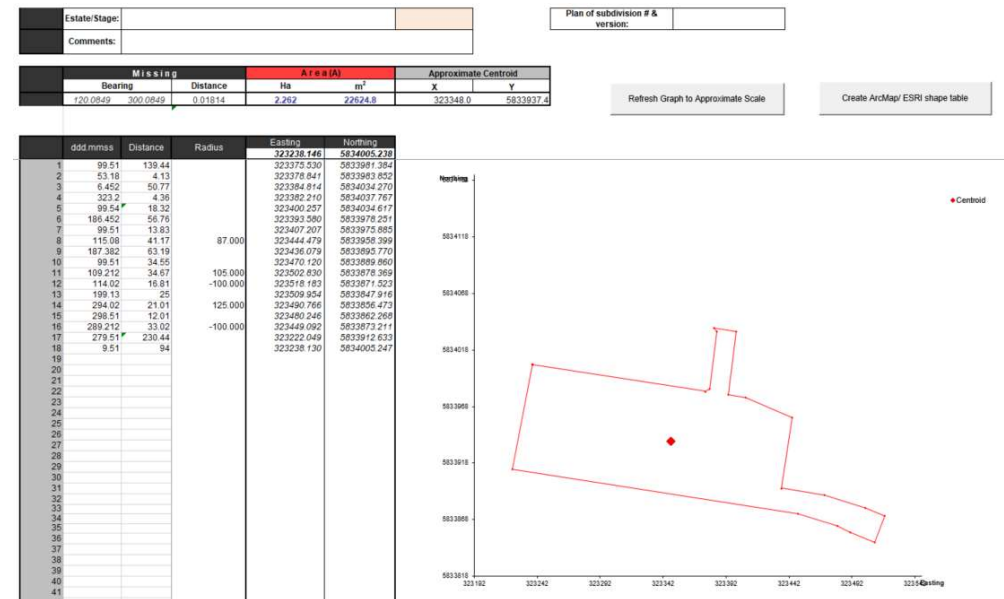 Estate/Stage:
Plan of subdivision # & version:
Comments:
Missing Area(A) Approximate Centroid
Bearing Distance Ha m² X Y
120.0849 300.0849 0.01814 2.262 22624.8 323348.0 5833937.4
Refresh Graph to Approximate Scale
Create ArcMap/ ESRI shape table
ddd.mmss Distance Radius Easting Northing
323238.146 5834005.238
1 99.51 139.44 323375.530 5833981.384
2 53.18 4.13 323378.841 5833983.852
3 6.452 50.77 323384.814 5834034.270
4 323.2 4.36 323382.210 5834037.767
5 99.54 18.32 323400.257 5834034.617
6 186.452 56.76 323393.580 5833978.251
7 99.51 13.83 323407.207 5833975.885
8 115.08 41.17 87.000 323444.479 5833958.399
9 187.382 63.19 323436.079 5833895.770
10 99.51 34.55 323470.120 5833889.860
11 109.212 34.67 105.000 323502.830 5833878.369
12 114.02 16.81 -100.000 323518.183 5833871.523
13 199.13 25 323509.954 5833847.916
14 294.02 21.01 125.000 323490.766 5833856.473
15 298.51 12.01 323480.246 5833862.268
16 289.212 33.02 -100.000 323449.092 5833873.211
17 279.51 230.44 323222.049 5833912.633
18 9.51 94 323238.130 5834005.247
19
20
21
22
23
24
25
26
27
28
29
30
31
32
33
34
35
36
37
38
39
40
41
Northing
Centroid
5834118
5834068
5834018
5833968
5833918
5833868
5833818
323192 323242 323292 323342 323392 323442 323492
Easting